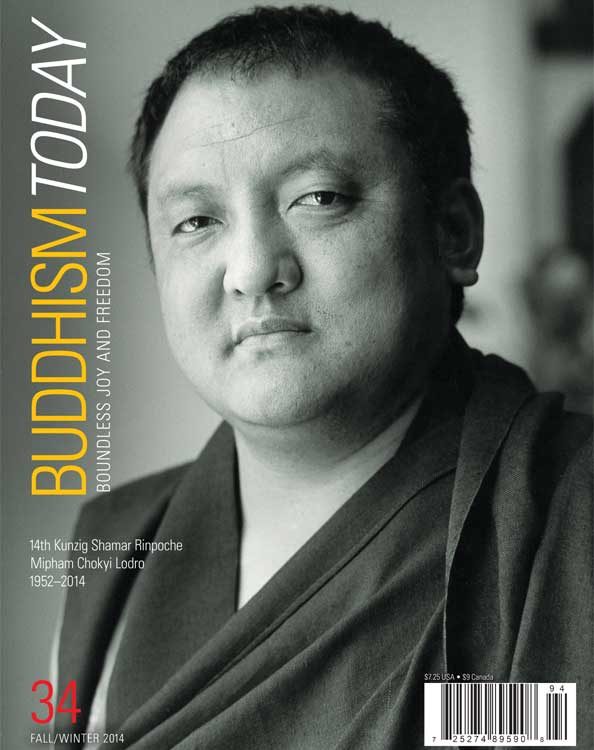 BUDDHISM TODAY
BOUNDLESS JOY AND FREEDOM
14th Kunzig Shamar Rinpoche
Mipham Chokyi Lodro
1952–2014
34
FALL/WINTER 2014
$7.25 USA • $9 Canada
94
7 25274 89590 8